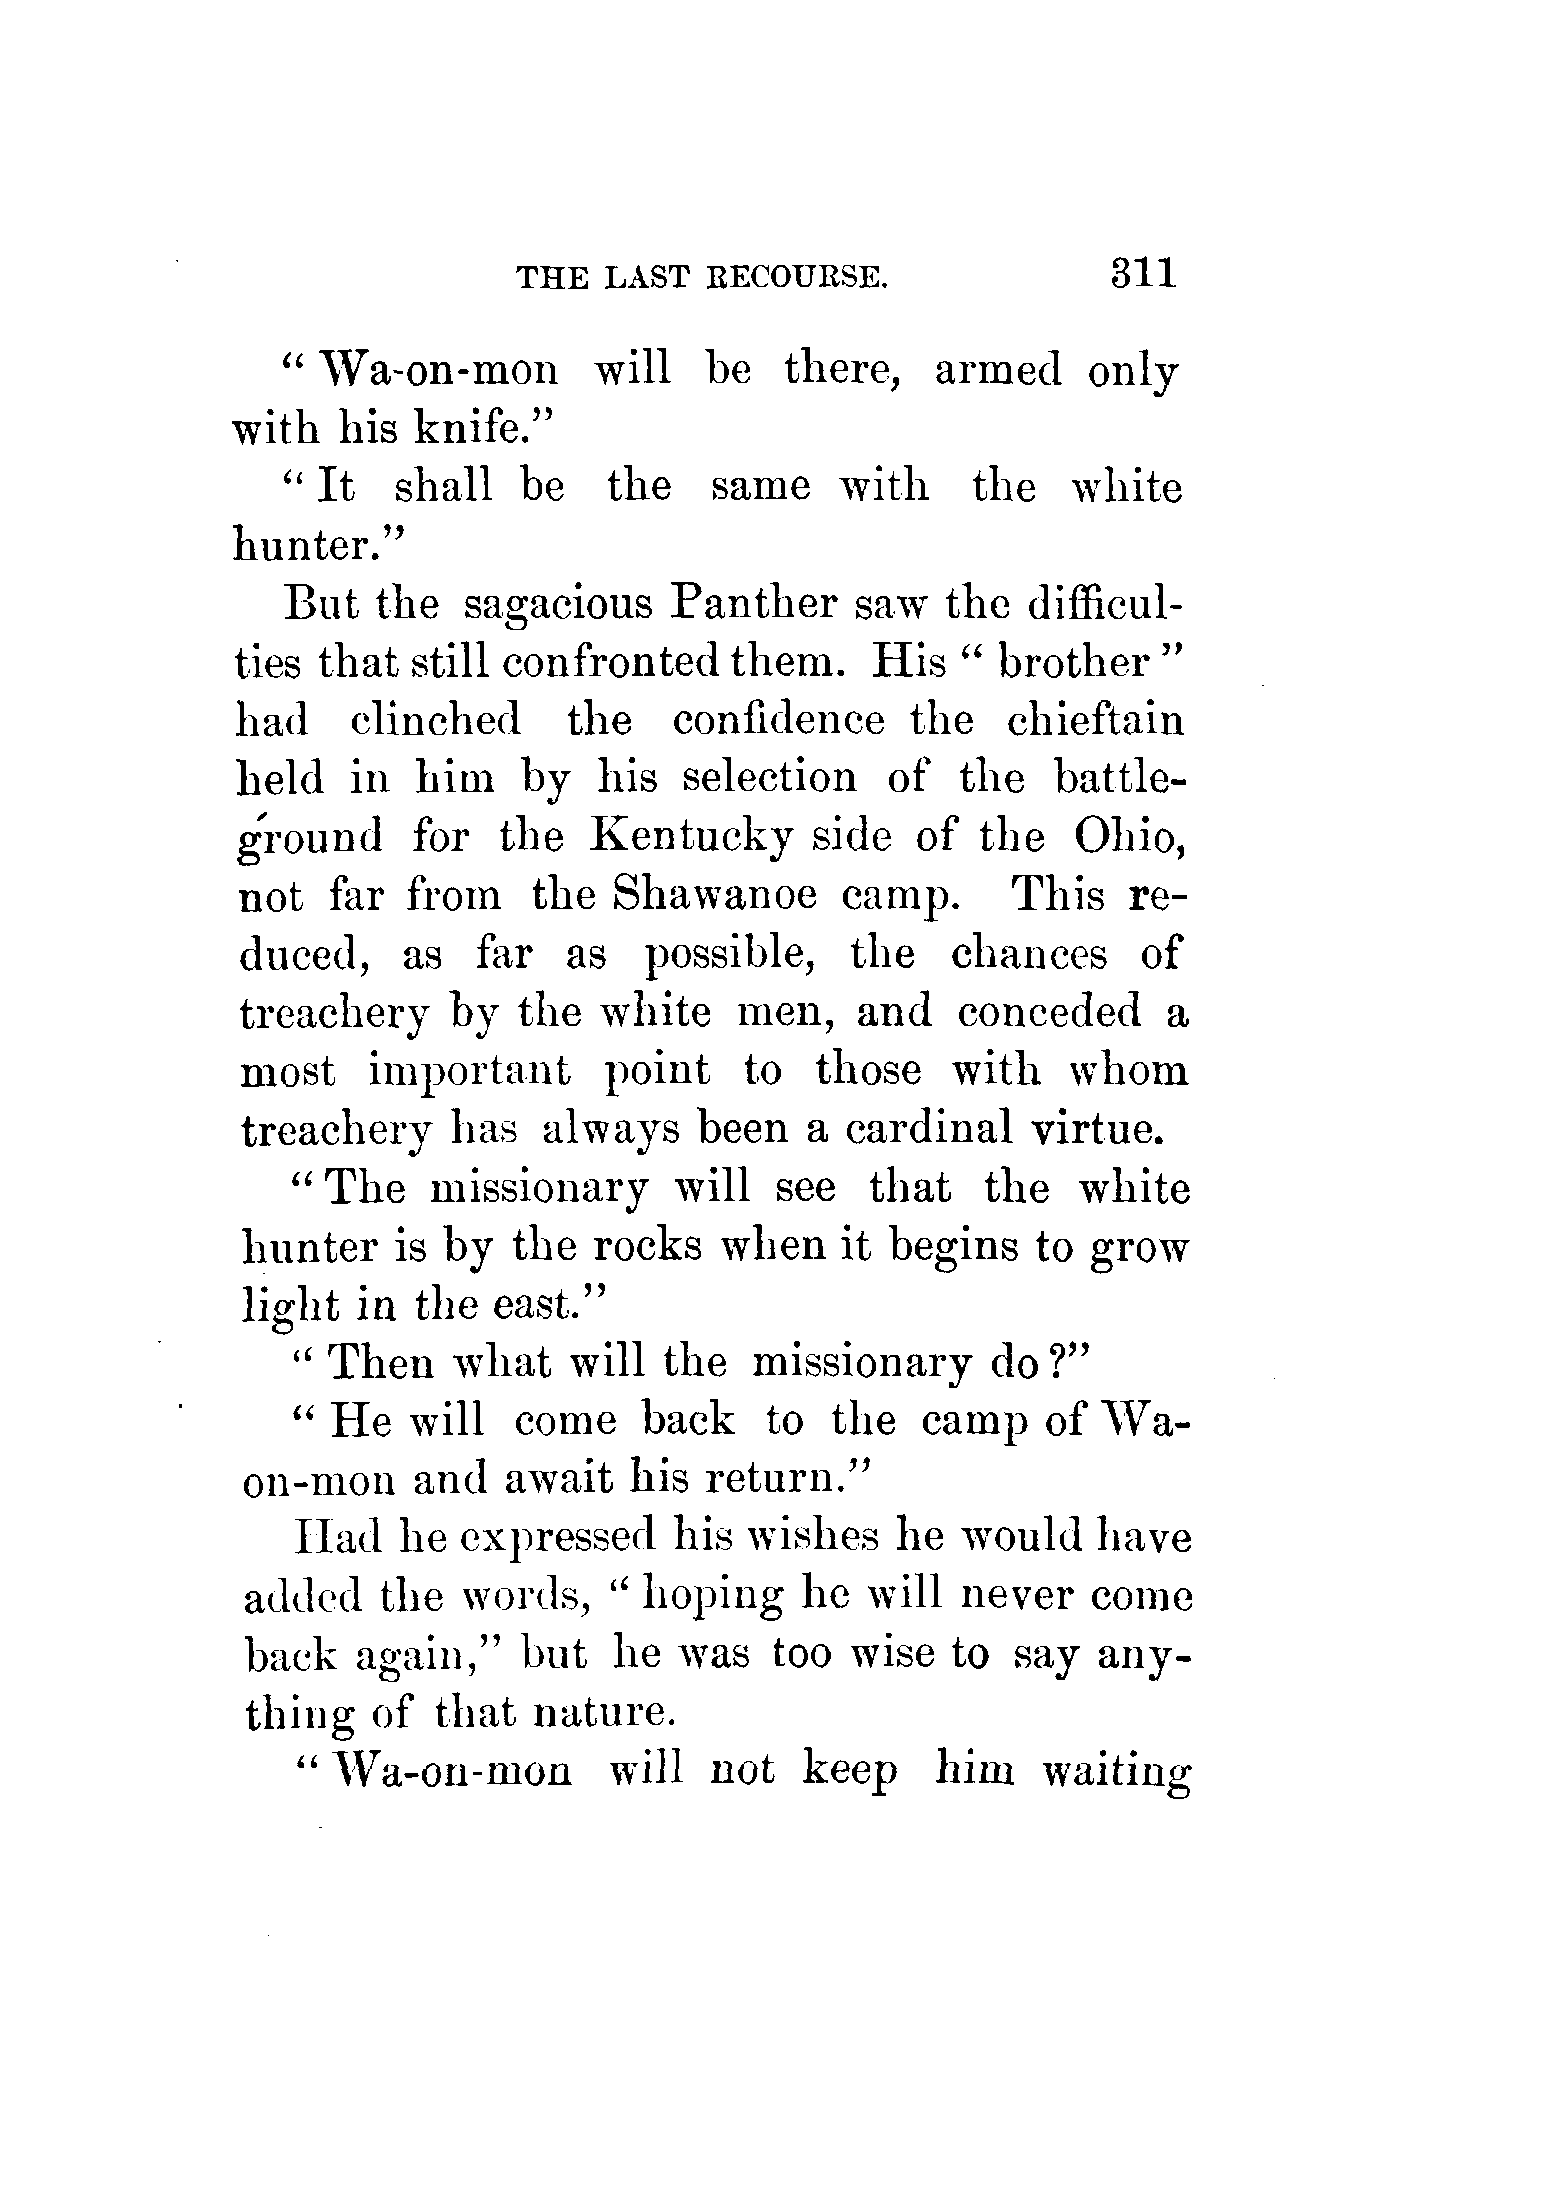 THE LAST RECOURSE. 311
“ Wa-on-mon will be there, armed only
with his knife.”
“ It shall be the same with the white
hunter.”
But the sagacious Panther saw the difficul-
ties that still confronted them. His “ brother ”
had clinched the confidence the chieftain
held in him by his selection of the battle-
ground for the Kentucky side of the Ohio,
not far from the Shawanoe camp. This re-
duced, as far as possible, the chances of
treachery by the white men, and conceded a
most important point to those with whom
treachery has always been a cardinal virtue.
“ The missionary will see that the white
hunter is by the rocks when it begins to grow
light in the east.”
“ Then what will the missionary do ?”
“ He will come back to the camp of Wa-
on-mon and await his return.”
Had he expressed his wishes he would have
added the words, “ hoping he will never come
back again,” but he was too wise to say any-
thing of that nature.
“ Wa-on-mon will not keep him waiting